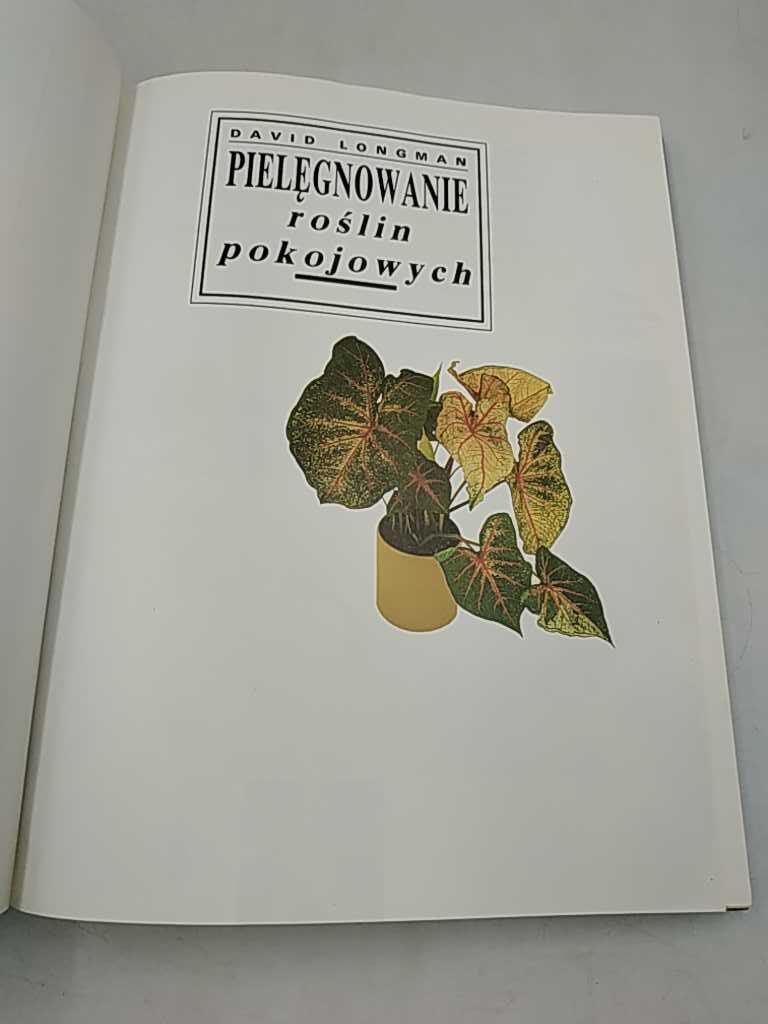 DAVID LONGMAN
PIELĘGNOWANIE
roślin
pokojowych